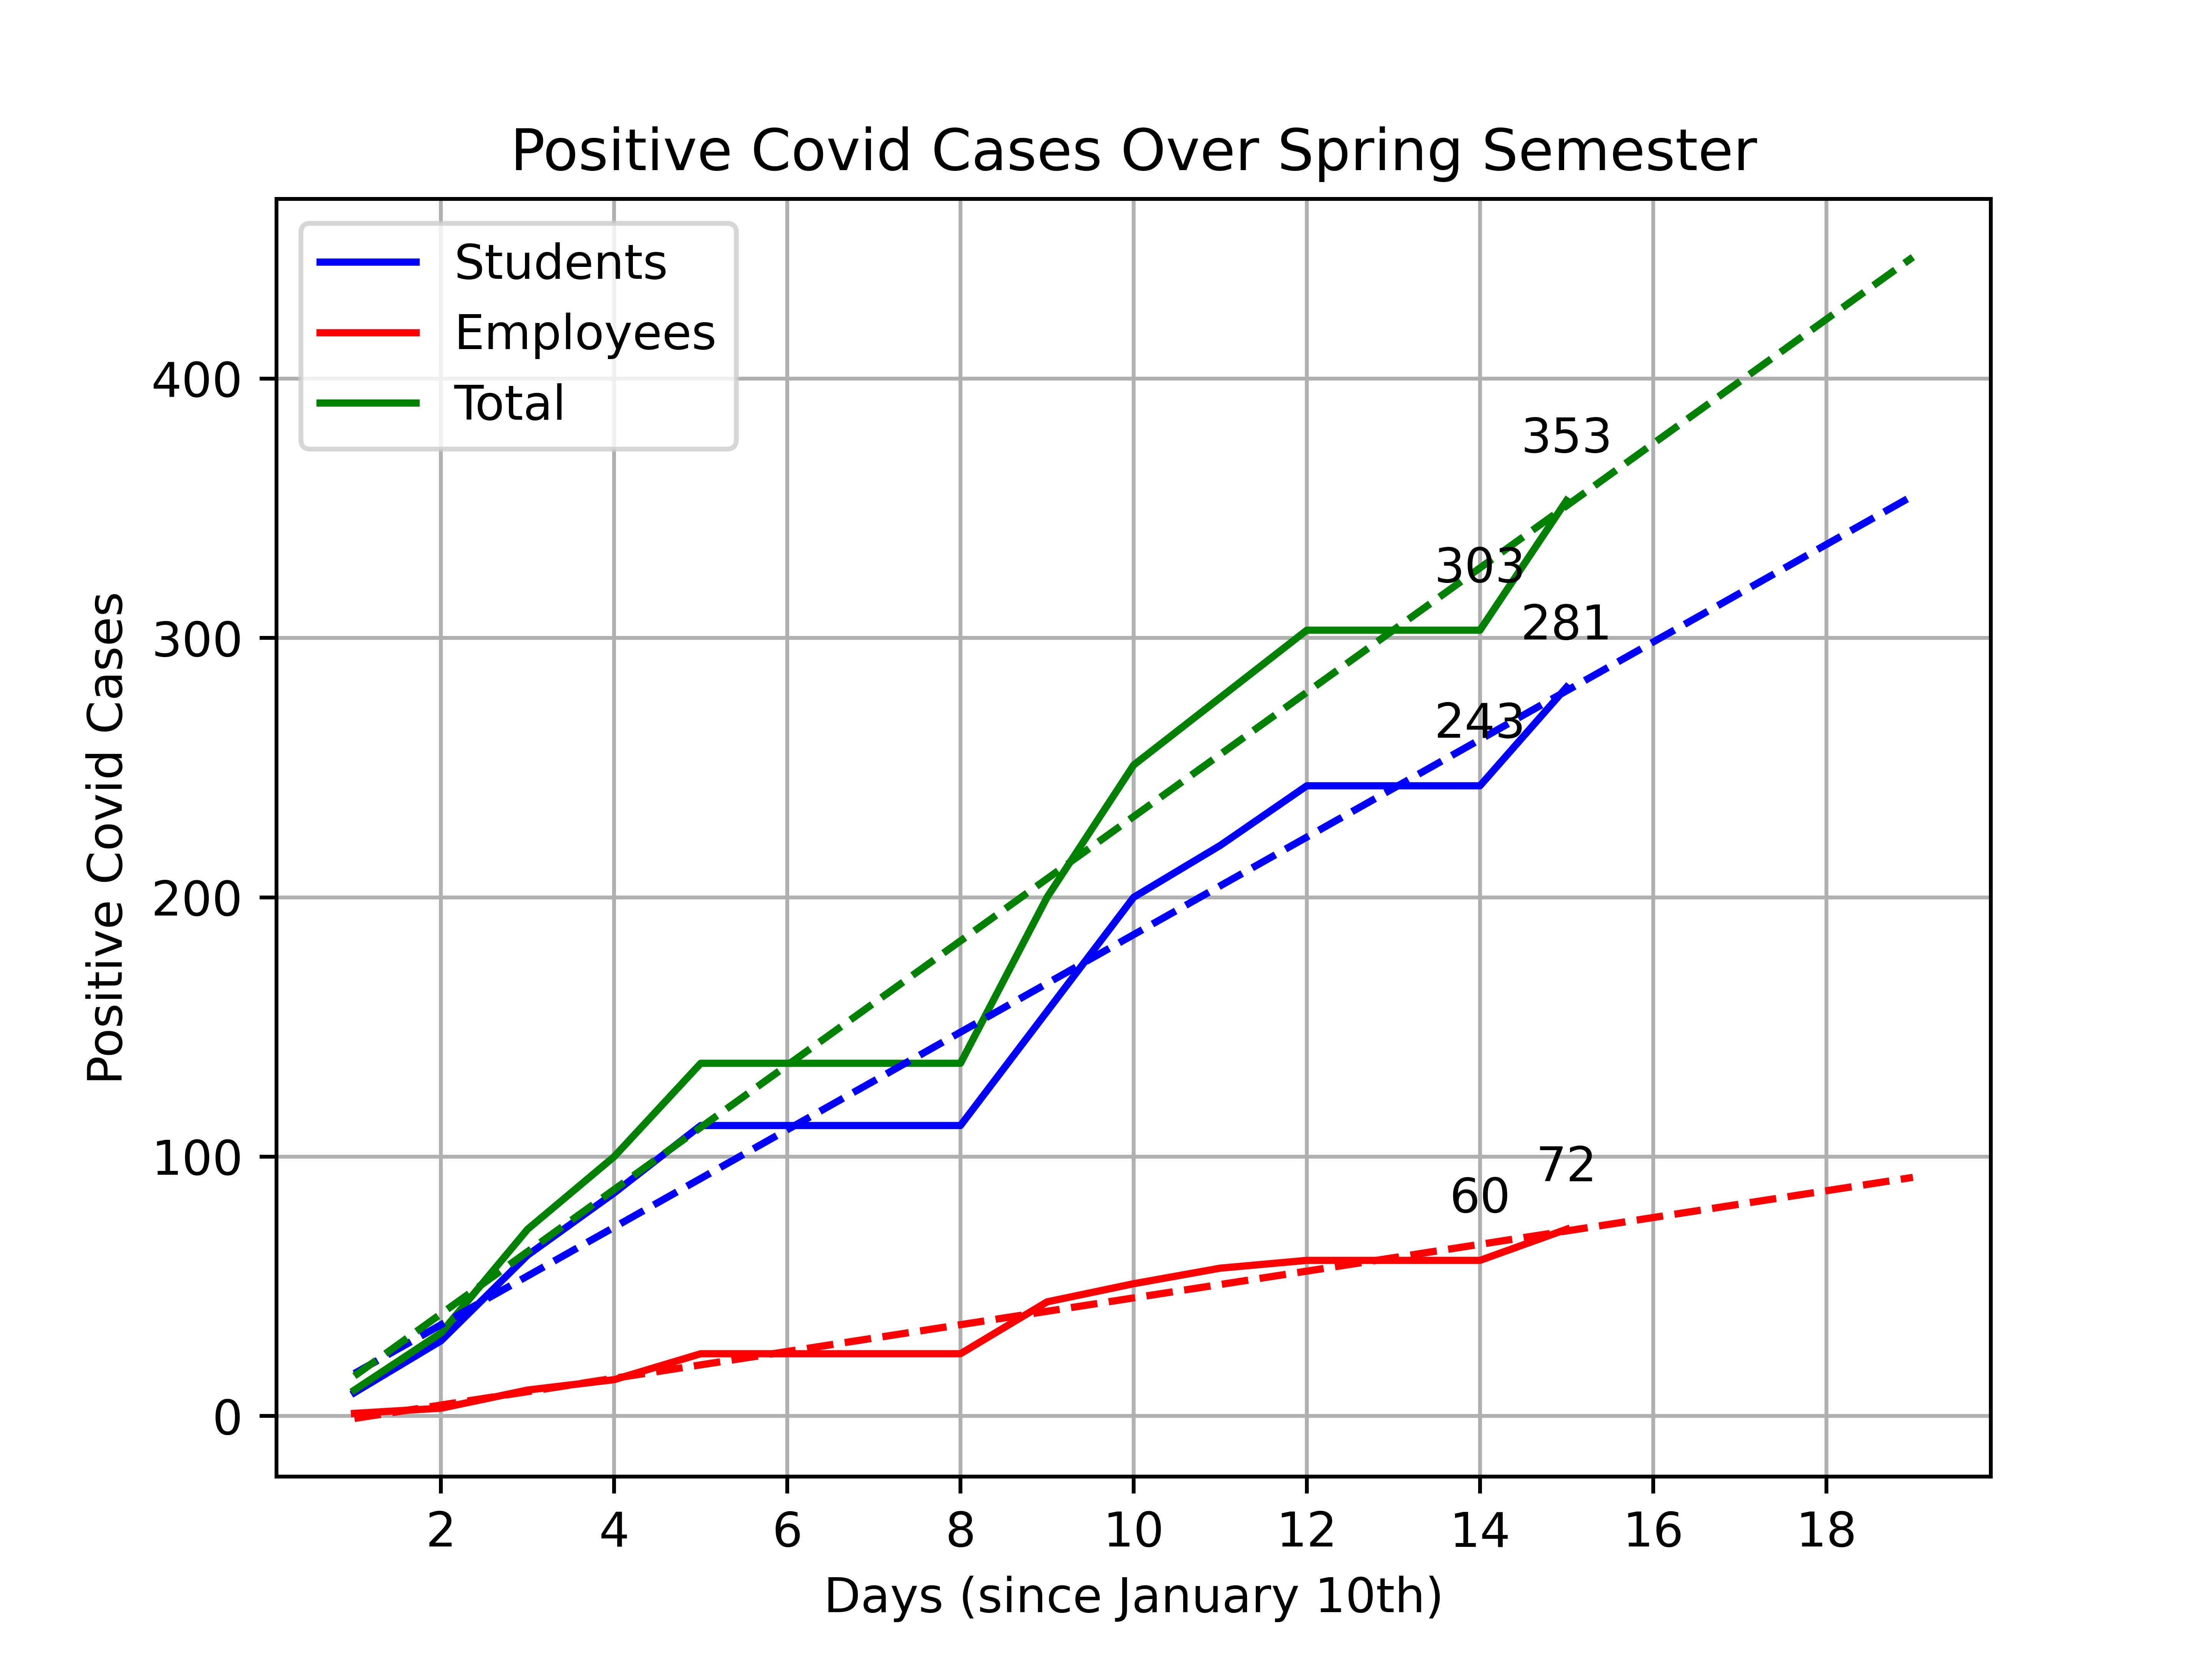 Positive Covid Cases Over Spring Semester
Students
Employees
Total
Positive Covid Cases
400
300
200
100
0
353
303
281
243
72
60
2 4 6 8 10 12 14 16 18
Days (since January 10th)